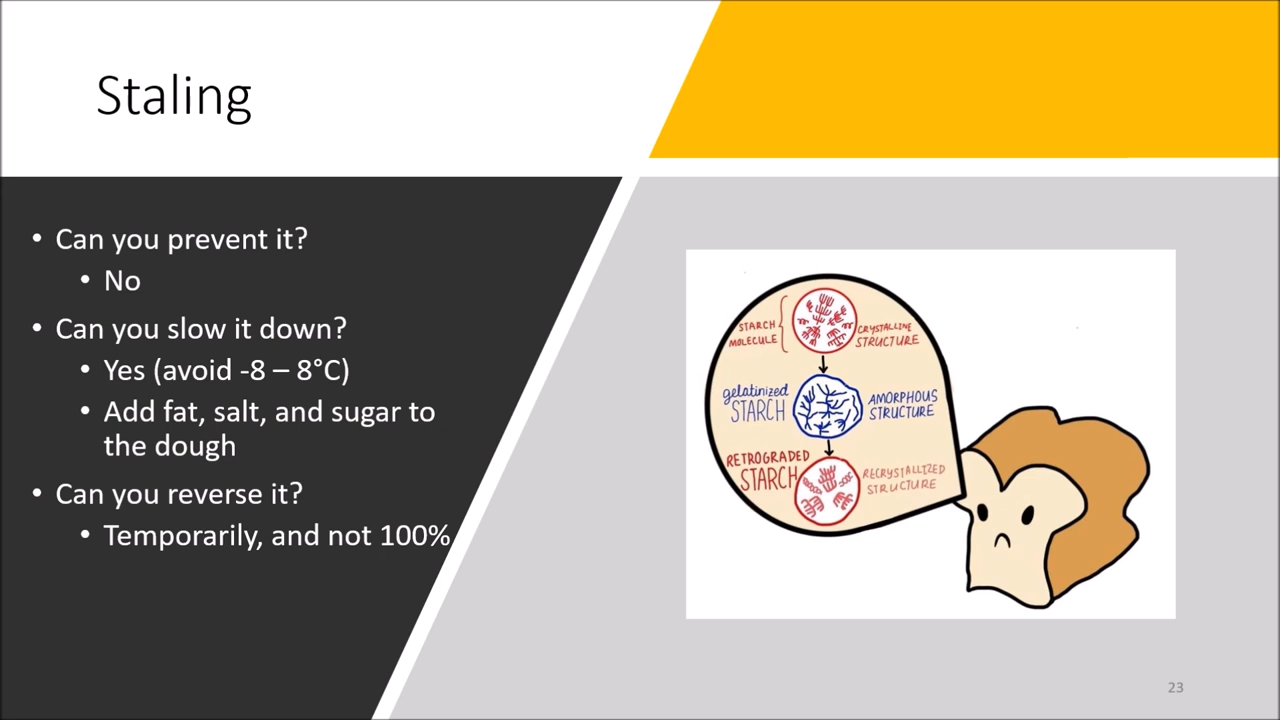 Staling
• Can you prevent it?
• No
• Can you slow it down?
• Yes (avoid -8 – 8°C)
• Add fat, salt, and sugar to
the dough
• Can you reverse it?
• Temporarily, and not 100%
STARCH
MOLECULE
CRYSTALLINE
STRUCTURE
gelatinized
STARCH
AMORPHOUS
STRUCTURE
RETROGRADED
STARCH
RECRYSTALLIZED
STRUCTURE
23